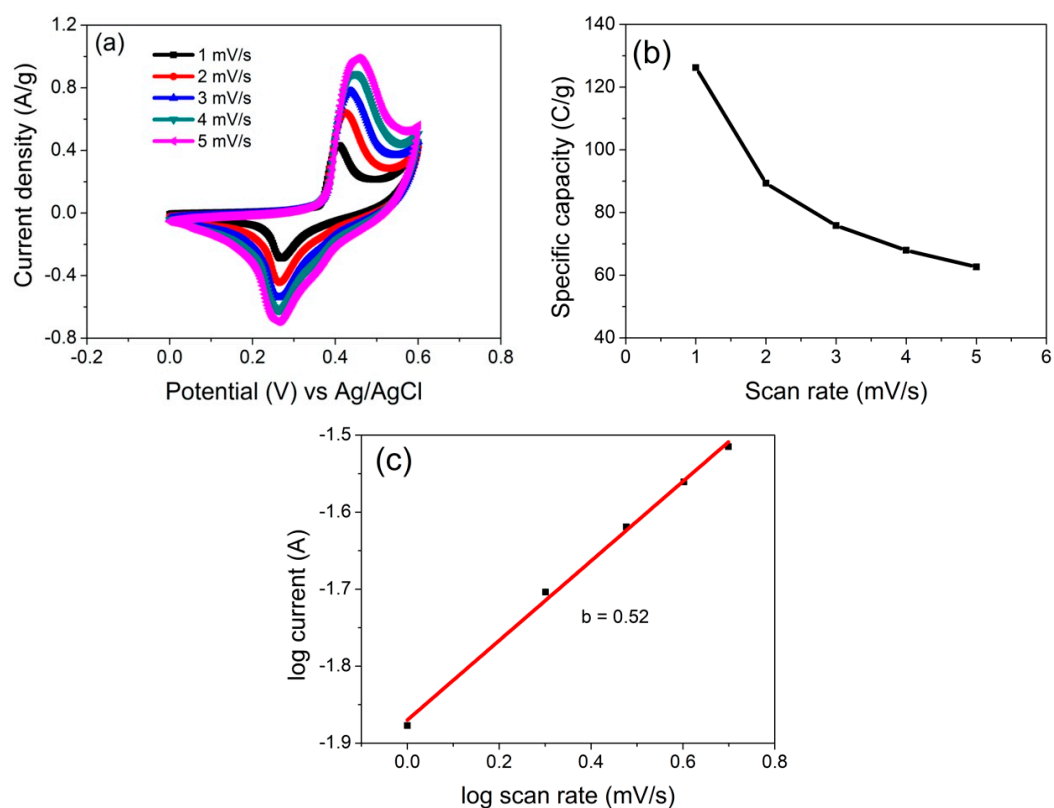 (a)
1 mV/s
2 mV/s
3 mV/s
4 mV/s
5 mV/s
1.2
0.8
0.4
0.0
-0.4
-0.8
Current density (A/g)
-0.2 0.0 0.2 0.4 0.6 0.8
Potential (V) vs Ag/AgCl
(b)
140
120
100
80
60
40
Specific capacity (C/g)
0 1 2 3 4 5 6
Scan rate (mV/s)
(c)
-1.5
-1.6
-1.7
-1.8
-1.9
log current (A)
b = 0.52
0.0 0.2 0.4 0.6 0.8
log scan rate (mV/s)